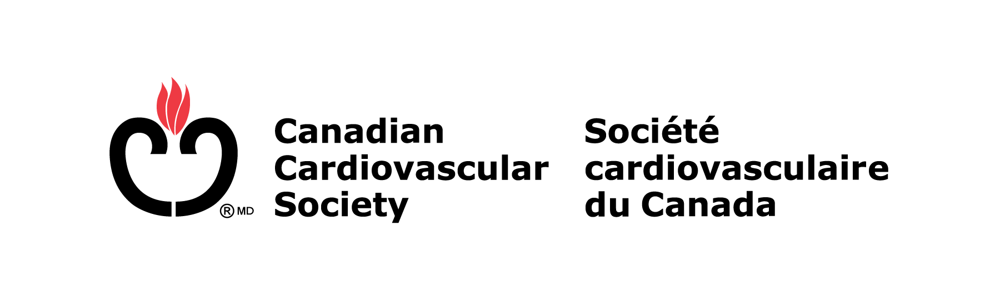 Canadian
Cardiovascular
Society
Société
cardiovasculaire
du Canada
® MD